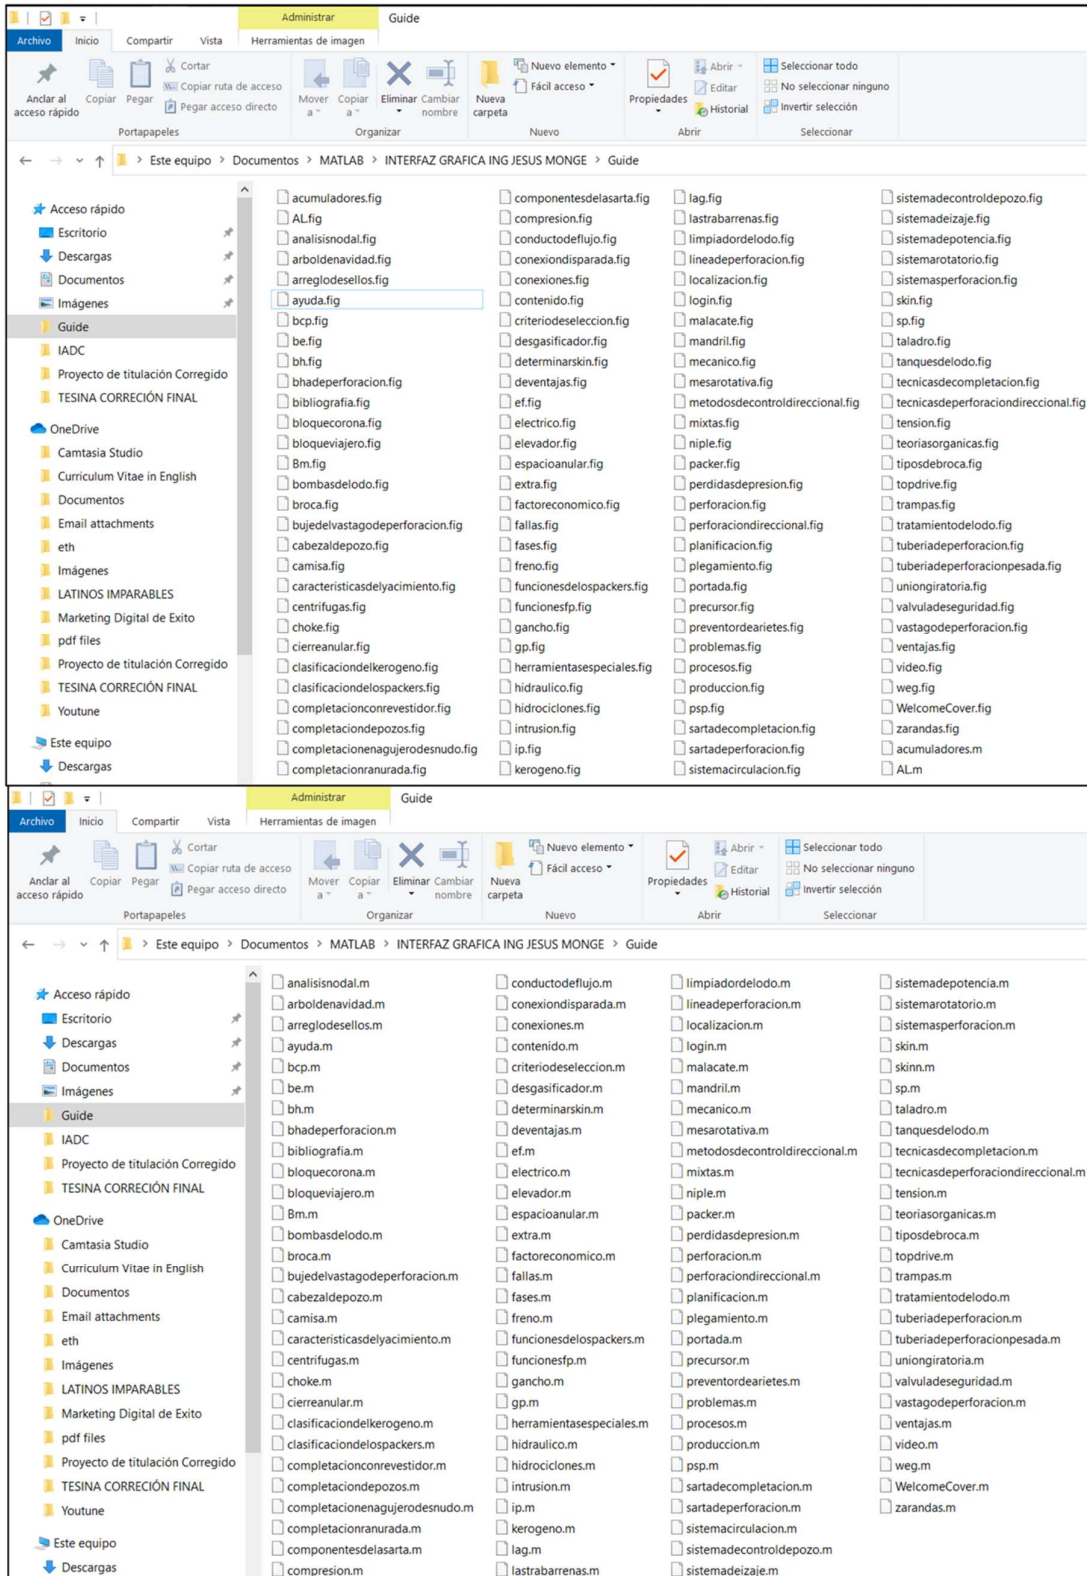 Administrar Guide
Archivo Inicio Compartir Vista Herramientas de imagen
Anclar al acceso rápido
Copiar
Pegar
Cortar
Copiar ruta de acceso
Pegar acceso directo
Portapapeles
Mover a
Copiar a
Eliminar
Cambiar nombre
Organizar
Nueva carpeta
Nuevo elemento
Fácil acceso
Nuevo
Propiedades
Abrir
Editar
Historial
Abrir
Seleccionar todo
No seleccionar ninguno
Invertir selección
Seleccionar
Este equipo > Documentos > MATLAB > INTERFAZ GRAFICA ING JESUS MONGE > Guide
Acceso rápido
Escritorio
Descargas
Documentos
Imágenes
Guide
IADC
Proyecto de titulación Corregido
TESINA CORRECIÓN FINAL
OneDrive
Camtasia Studio
Curriculum Vitae in English
Documentos
Email attachments
eth
Imágenes
LATINOS IMPARABLES
Marketing Digital de Exito
pdf files
Proyecto de titulación Corregido
TESINA CORRECIÓN FINAL
Youtune
Este equipo
Descargas
acumuladores.fig
AL.fig
analisisnodal.fig
arboldenavidad.fig
arreglodesellos.fig
ayuda.fig
bcp.fig
be.fig
bh.fig
bhadeperforacion.fig
bibliografia.fig
bloquecorona.fig
bloqueviajero.fig
Bm.fig
bombasdelodo.fig
broca.fig
bujedelvastagodeperforacion.fig
cabezaldepozo.fig
camisa.fig
caracteristicasdelyacimiento.fig
centrifugas.fig
choke.fig
cierreanular.fig
clasificaciondelkerogeno.fig
clasificaciondelospackers.fig
completacionconrevestidor.fig
completaciondepozos.fig
completacionenagujerodesnudo.fig
completacionranurada.fig
componentesdelasarta.fig
compresion.fig
conductodeflujo.fig
conexiondisparada.fig
conexiones.fig
contenido.fig
criteriodeseleccion.fig
desgasificador.fig
determinarskin.fig
deventajas.fig
ef.fig
electrico.fig
elevador.fig
espacioanular.fig
extra.fig
factoreconomico.fig
fallas.fig
fases.fig
freno.fig
funcionesdelospackers.fig
funcionesfp.fig
gancho.fig
gp.fig
herramientasespeciales.fig
hidraulico.fig
hidrociclones.fig
intrusion.fig
ip.fig
kerogeno.fig
lag.fig
lastrabarrenas.fig
limpiadordelodo.fig
lineadeperforacion.fig
localizacion.fig
login.fig
malacate.fig
mandril.fig
mecanico.fig
mesarotativa.fig
metodosdecontroldireccional.fig
mixtas.fig
niple.fig
packer.fig
perdidasdepresion.fig
perforacion.fig
perforaciondireccional.fig
planificacion.fig
plegamiento.fig
portada.fig
precursor.fig
preventordearietes.fig
problemas.fig
procesos.fig
produccion.fig
psp.fig
sartadecompletacion.fig
sartadeperforacion.fig
sistemacirculacion.fig
sistemadecontroldepozo.fig
sistemadeizaje.fig
sistemadepotencia.fig
sistemarotatorio.fig
sistemasperforacion.fig
skin.fig
sp.fig
taladro.fig
tanquesdelodo.fig
tecnicasdecompletacion.fig
tecnicasdeperforaciondireccional.fig
tension.fig
teoriasorganicas.fig
tiposdebroca.fig
topdrive.fig
trampas.fig
tratamientodelodo.fig
tuberiadeperforacion.fig
tuberiadeperforacionpesada.fig
uniongiratoria.fig
valvuladeseguridad.fig
vastagodeperforacion.fig
ventajas.fig
video.fig
weg.fig
WelcomeCover.fig
zarandas.fig
acumuladores.m
AL.m
Administrar Guide
Archivo Inicio Compartir Vista Herramientas de imagen
Anclar al acceso rápido
Copiar
Pegar
Cortar
Copiar ruta de acceso
Pegar acceso directo
Portapapeles
Mover a
Copiar a
Eliminar
Cambiar nombre
Organizar
Nueva carpeta
Nuevo elemento
Fácil acceso
Nuevo
Propiedades
Abrir
Editar
Historial
Abrir
Seleccionar todo
No seleccionar ninguno
Invertir selección
Seleccionar
Este equipo > Documentos > MATLAB > INTERFAZ GRAFICA ING JESUS MONGE > Guide
Acceso rápido
Escritorio
Descargas
Documentos
Imágenes
Guide
IADC
Proyecto de titulación Corregido
TESINA CORRECIÓN FINAL
OneDrive
Camtasia Studio
Curriculum Vitae in English
Documentos
Email attachments
eth
Imágenes
LATINOS IMPARABLES
Marketing Digital de Exito
pdf files
Proyecto de titulación Corregido
TESINA CORRECIÓN FINAL
Youtune
Este equipo
Descargas
analisisnodal.m
arboldenavidad.m
arreglodesellos.m
ayuda.m
bcp.m
be.m
bh.m
bhadeperforacion.m
bibliografia.m
bloquecorona.m
bloqueviajero.m
Bm.m
bombasdelodo.m
broca.m
bujedelvastagodeperforacion.m
cabezaldepozo.m
camisa.m
caracteristicasdelyacimiento.m
centrifugas.m
choke.m
cierreanular.m
clasificaciondelkerogeno.m
clasificaciondelospackers.m
completacionconrevestidor.m
completaciondepozos.m
completacionenagujerodesnudo.m
completacionranurada.m
componentesdelasarta.m
compresion.m
conductodeflujo.m
conexiondisparada.m
conexiones.m
contenido.m
criteriodeseleccion.m
desgasificador.m
determinarskin.m
deventajas.m
ef.m
electrico.m
elevador.m
espacioanular.m
extra.m
factoreconomico.m
fallas.m
fases.m
freno.m
funcionesdelospackers.m
funcionesfp.m
gancho.m
gp.m
herramientasespeciales.m
hidraulico.m
hidrociclones.m
intrusion.m
ip.m
kerogeno.m
lag.m
lastrabarrenas.m
limpiadordelodo.m
lineadeperforacion.m
localizacion.m
login.m
malacate.m
mandril.m
mecanico.m
mesarotativa.m
metodosdecontroldireccional.m
mixtas.m
niple.m
packer.m
perdidasdepresion.m
perforacion.m
perforaciondireccional.m
planificacion.m
plegamiento.m
portada.m
precursor.m
preventordearietes.m
problemas.m
procesos.m
produccion.m
psp.m
sartadecompletacion.m
sartadeperforacion.m
sistemacirculacion.m
sistemadecontroldepozo.m
sistemadeizaje.m
sistemadepotencia.m
sistemarotatorio.m
sistemasperforacion.m
skin.m
skinn.m
sp.m
taladro.m
tanquesdelodo.m
tecnicasdecompletacion.m
tecnicasdeperforaciondireccional.m
tension.m
teoriasorganicas.m
tiposdebroca.m
topdrive.m
trampas.m
tratamientodelodo.m
tuberiadeperforacion.m
tuberiadeperforacionpesada.m
uniongiratoria.m
valvuladeseguridad.m
vastagodeperforacion.m
ventajas.m
video.m
weg.m
WelcomeCover.m
zarandas.m